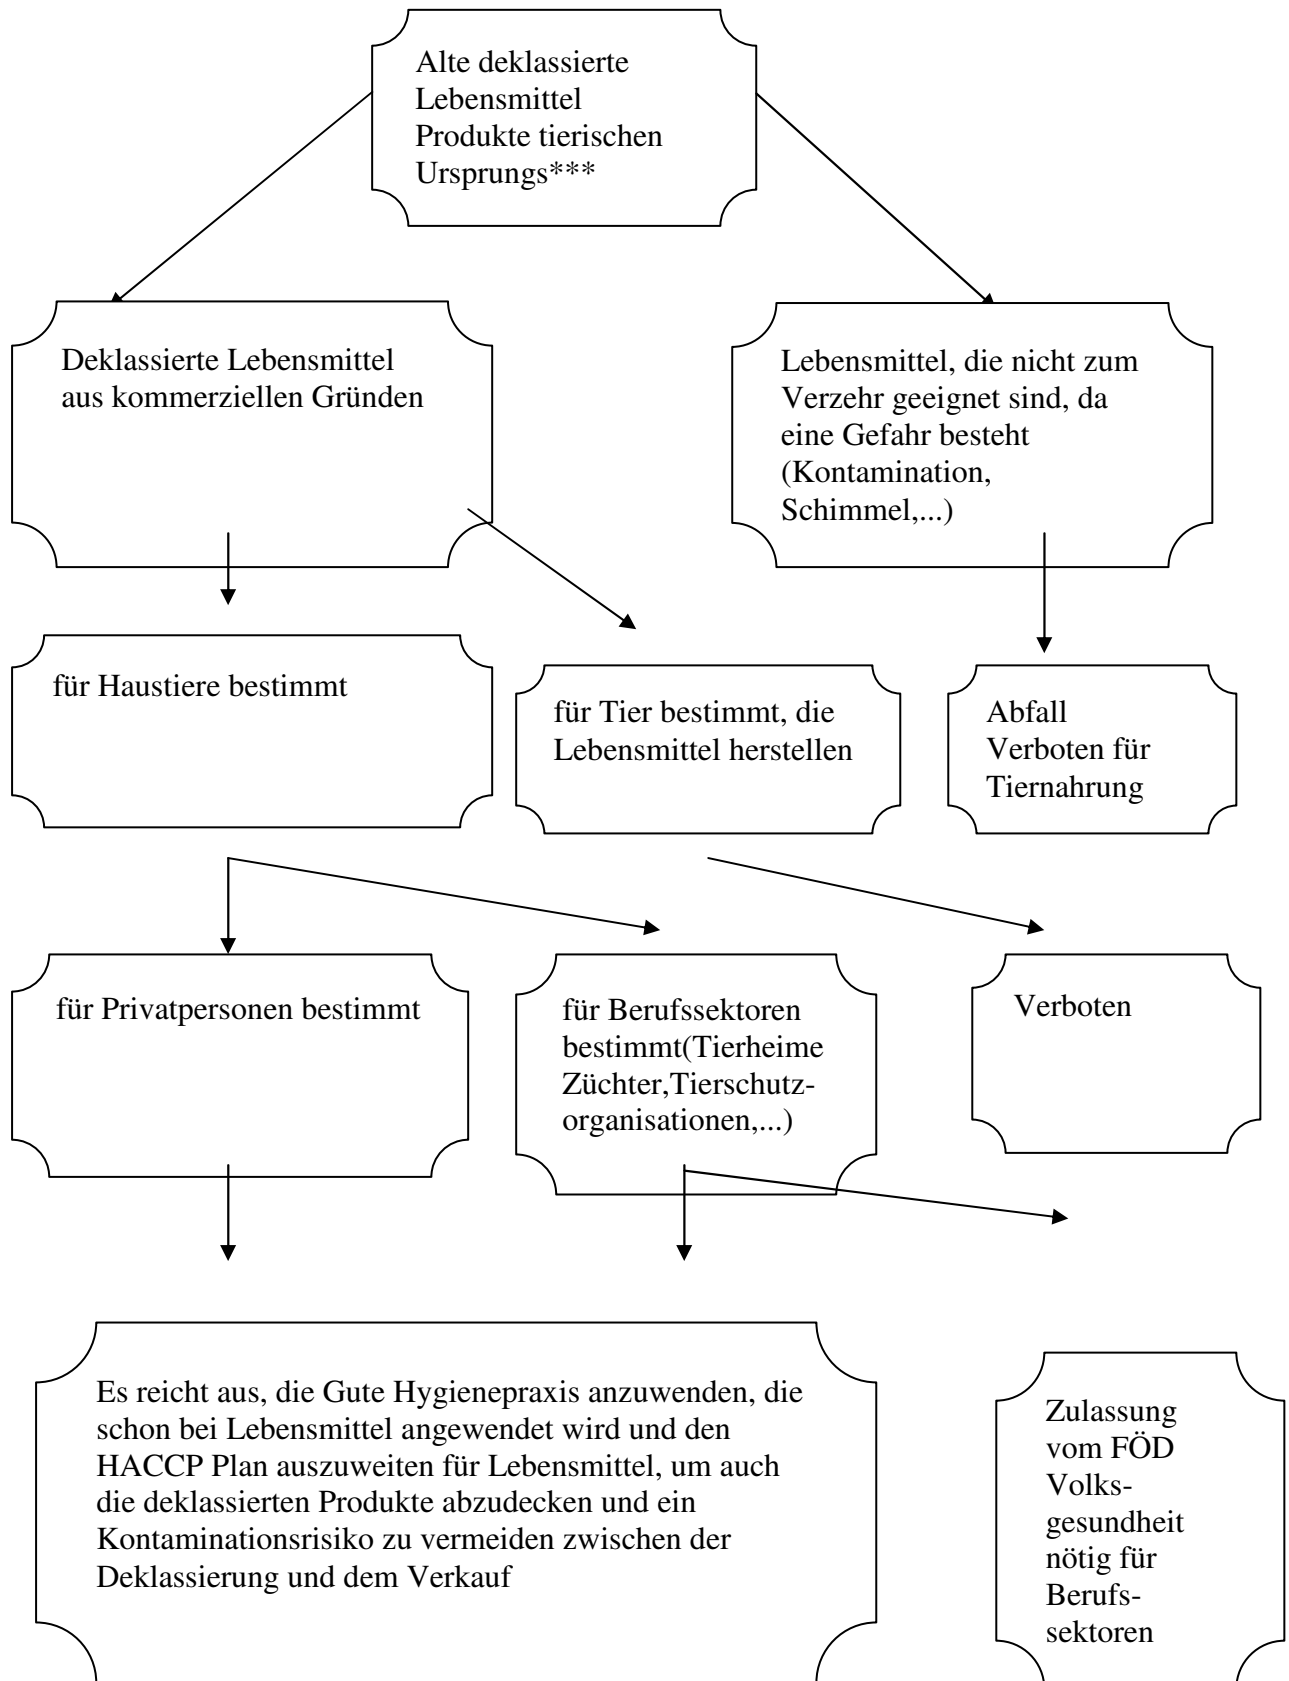 Alte deklassierte
Lebensmittel
Produkte tierischen
Ursprungs***
Deklassierte Lebensmittel
aus kommerziellen Gründen
Lebensmittel, die nicht zum
Verzehr geeignet sind, da
eine Gefahr besteht
(Kontamination,
Schimmel,...)
für Haustiere bestimmt
für Tier bestimmt, die
Lebensmittel herstellen
Abfall
Verboten für
Tiernahrung
für Privatpersonen bestimmt
für Berufssektoren
bestimmt(Tierheime
Züchter,Tierschutz-
organisationen,...)
Verboten
Es reicht aus, die Gute Hygienepraxis anzuwenden, die
schon bei Lebensmittel angewendet wird und den
HACCP Plan auszuweiten für Lebensmittel, um auch
die deklassierten Produkte abzudecken und ein
Kontaminationsrisiko zu vermeiden zwischen der
Deklassierung und dem Verkauf
Zulassung
vom FÖD
Volks-
gesundheit
nötig für
Berufs-
sektoren